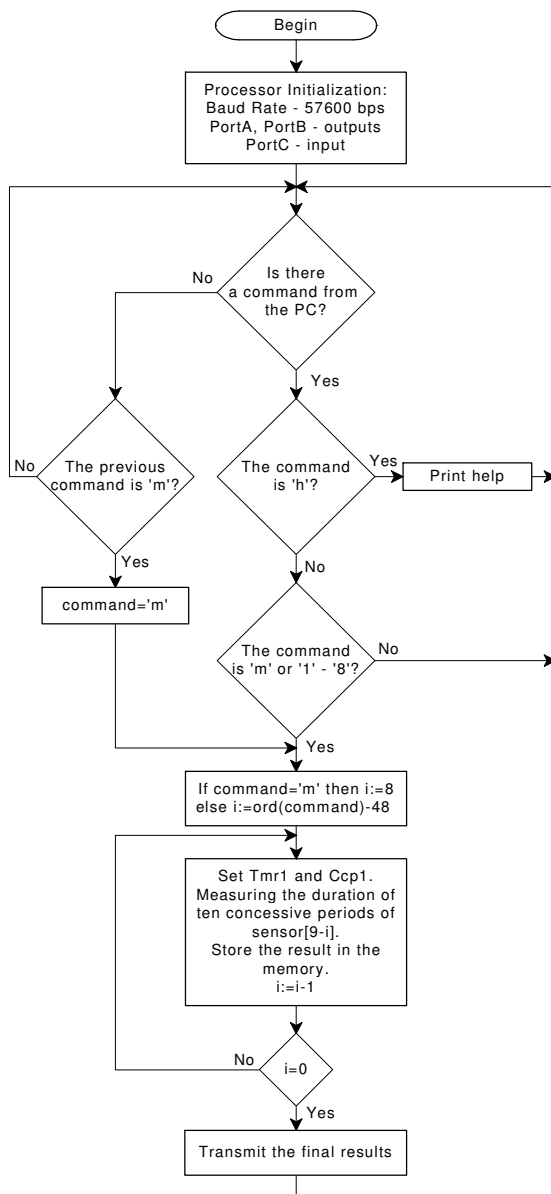 Begin
Processor Initialization:
Baud Rate - 57600 bps
PortA, PortB - outputs
PortC - input
No
Is there
a command from
the PC?
Yes
No
The previous
command is 'm'?
The command
is 'h'?
Yes
Print help
Yes
No
command='m'
The command
is 'm' or '1' - '8'?
No
Yes
If command='m' then i:=8
else i:=ord(command)-48
Set Tmr1 and Ccp1.
Measuring the duration of
ten concessive periods of
sensor[9-i].
Store the result in the
memory.
i:=i-1
No
i=0
Yes
Transmit the final results